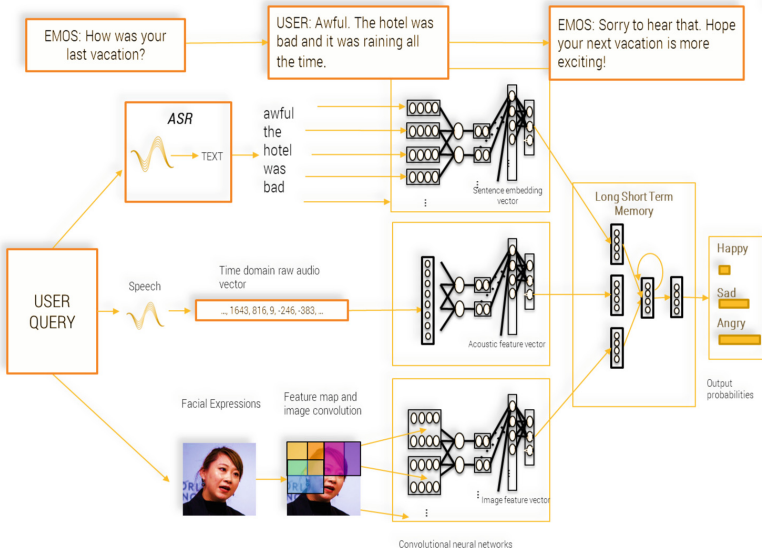 EMOS: How was your
last vacation?
USER: Awful. The hotel was
bad and it was raining all
the time.
EMOS: Sorry to hear that. Hope
your next vacation is more
exciting!
ASR
TEXT
awful
the
hotel
was
bad
Sentence embedding
vector
Long Short Term
Memory
Happy
Sad
Angry
Output
probabilities
USER
QUERY
Speech
Time domain raw audio
vector
..., 1643, 816, 9, -246, -383, ...
Acoustic feature vector
Facial Expressions
Feature map and
image convolution
Image feature vector
Convolutional neural networks